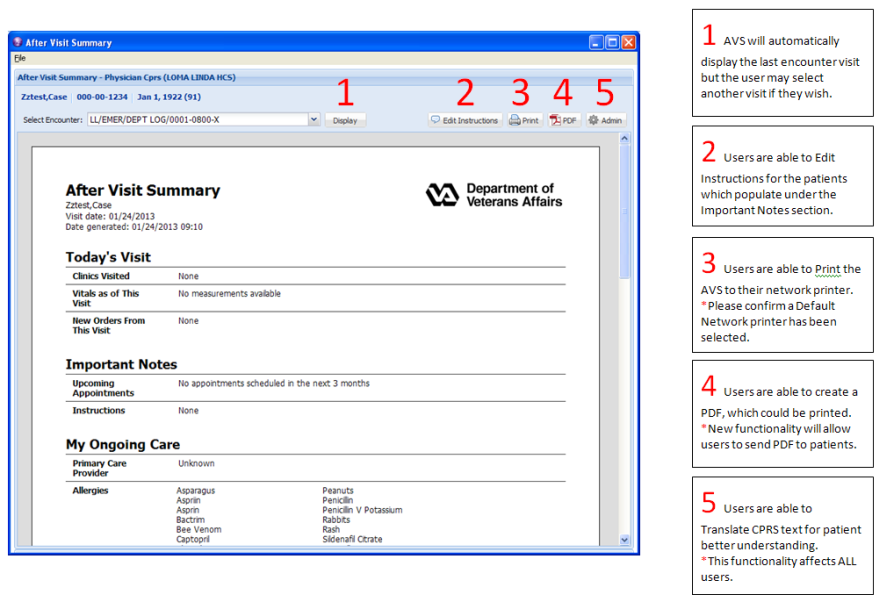 After Visit Summary
File
After Visit Summary - Physician Cprs (LOMA LINDA HCS)
Zztest,Case 000-00-1234 Jan 1, 1922 (91)
1 2 3 4 5
Select Encounter: LL/EMER/DEPT LOG/0001-0800-X Display Edit Instructions Print PDF Admin
After Visit Summary
Zztest,Case
Visit date: 01/24/2013
Date generated: 01/24/2013 09:10
Department of
Veterans Affairs
Today's Visit
Clinics Visited None
Vitals as of This
Visit
No measurements available
New Orders From
This Visit
None
Important Notes
Upcoming
Appointments
No appointments scheduled in the next 3 months
Instructions None
My Ongoing Care
Primary Care
Provider
Unknown
Allergies Asparagus Peanuts
Aspriin Penicilin
Asprin Penicillin V Potassium
Bactrim Rabbits
Bee Venom Rash
Captopril Sildenafil Citrate
1 AVS will automatically
display the last encounter visit
but the user may select
another visit if they wish.
2 Users are able to Edit
Instructions for the patients
which populate under the
Important Notes section.
3 Users are able to Print the
AVS to their network printer.
*Please confirm a Default
Network printer has been
selected.
4 Users are able to create a
PDF, which could be printed.
*New functionality will allow
users to send PDF to patients.
5 Users are able to
Translate CPRS text for patient
better understanding.
*This functionality affects ALL
users.